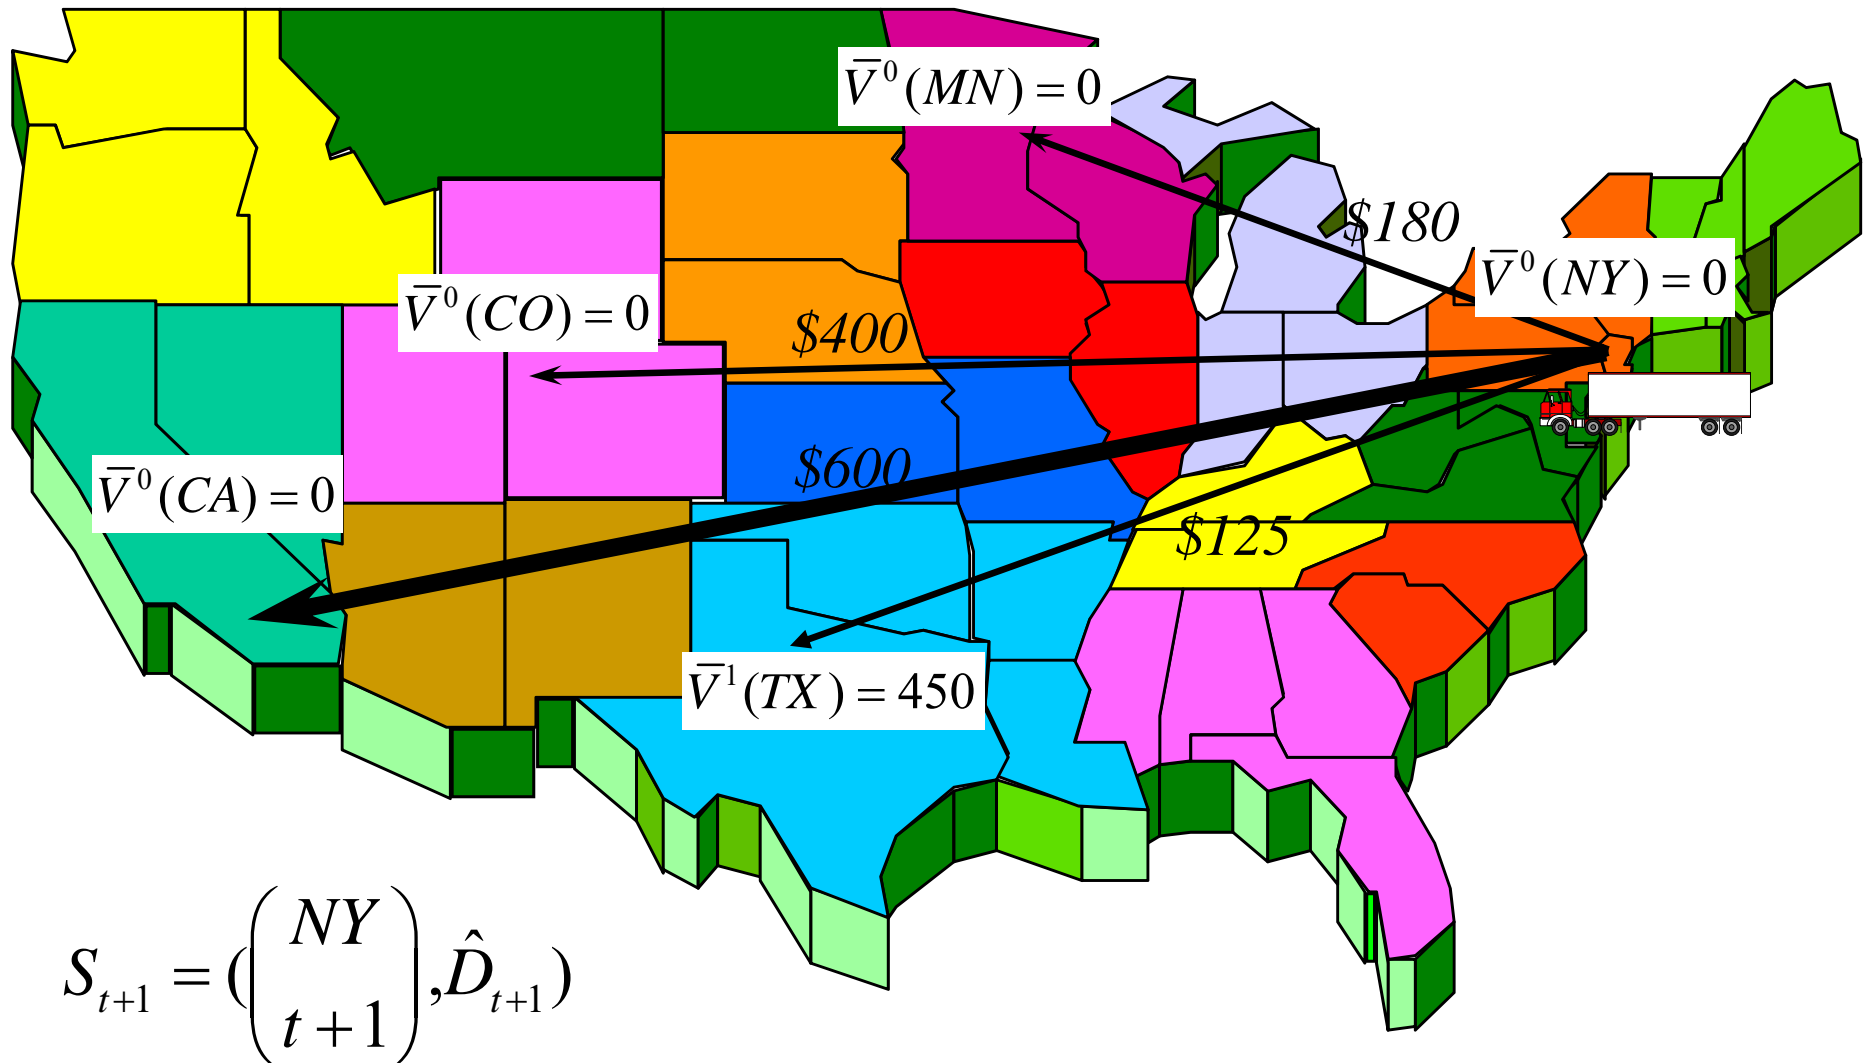 V̅⁰(MN) = 0
$180
V̅⁰(NY) = 0
V̅⁰(CO) = 0
$400
V̅⁰(CA) = 0
$600
$125
V̅¹(TX) = 450
S_{t+1} = ((NY
t+1), D̂_{t+1})